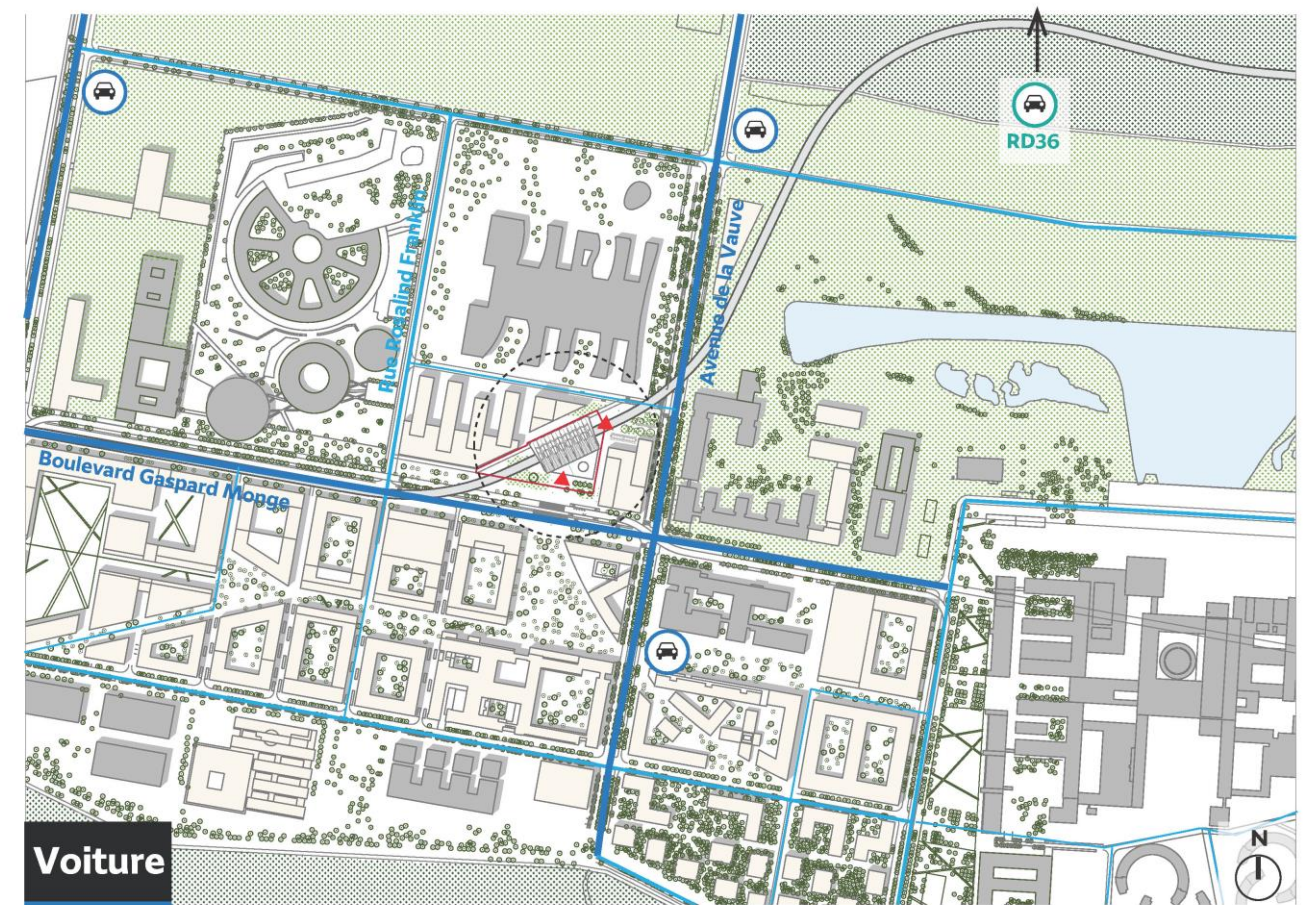 RD36
Rue Rosalind Franklin
Avenue de la Vauve
Boulevard Gaspard Monge
Voiture
N